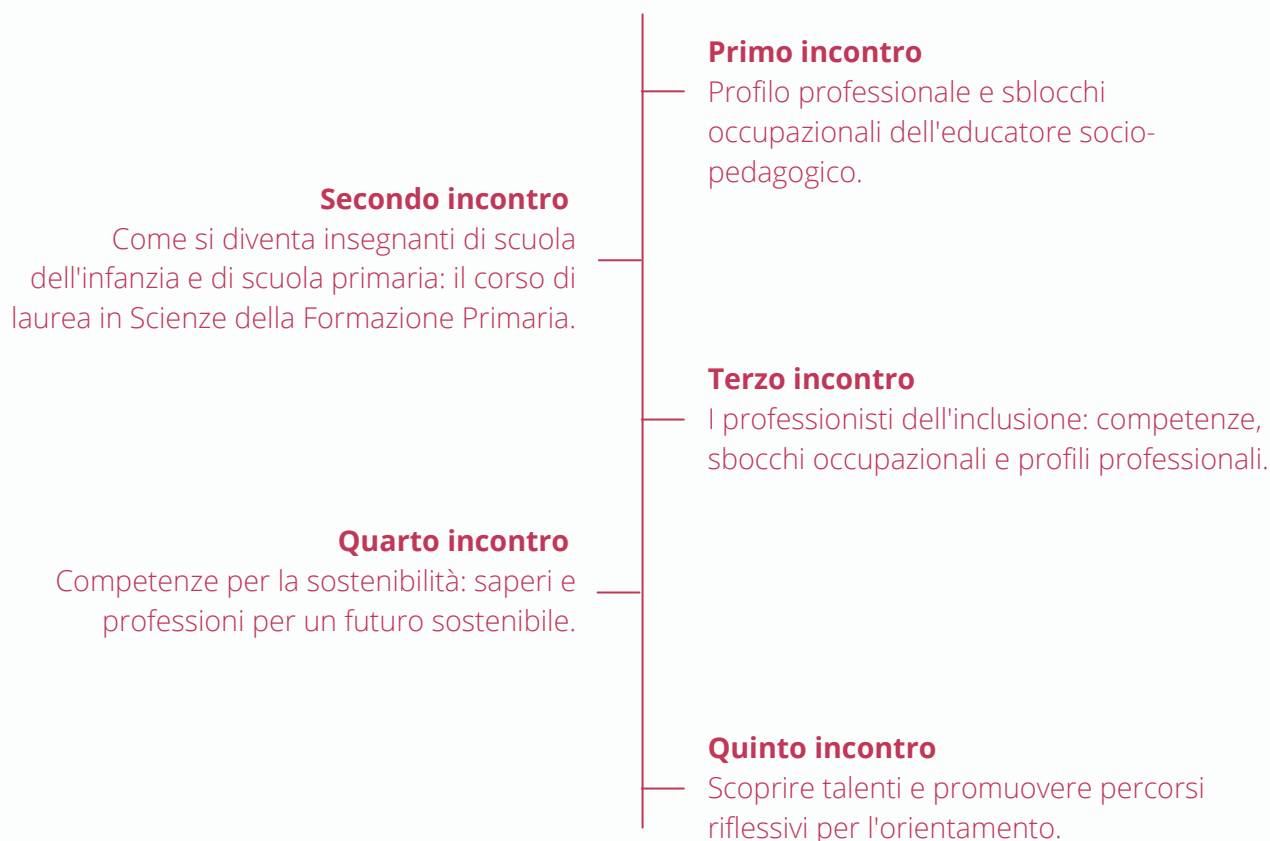 Primo incontro
Profilo professionale e sblocchi
occupazionali dell'educatore socio-
pedagogico.
Secondo incontro
Come si diventa insegnanti di scuola
dell'infanzia e di scuola primaria: il corso di
laurea in Scienze della Formazione Primaria.
Terzo incontro
I professionisti dell'inclusione: competenze,
sbocchi occupazionali e profili professionali.
Quarto incontro
Competenze per la sostenibilità: saperi e
professioni per un futuro sostenibile.
Quinto incontro
Scoprire talenti e promuovere percorsi
riflessivi per l'orientamento.